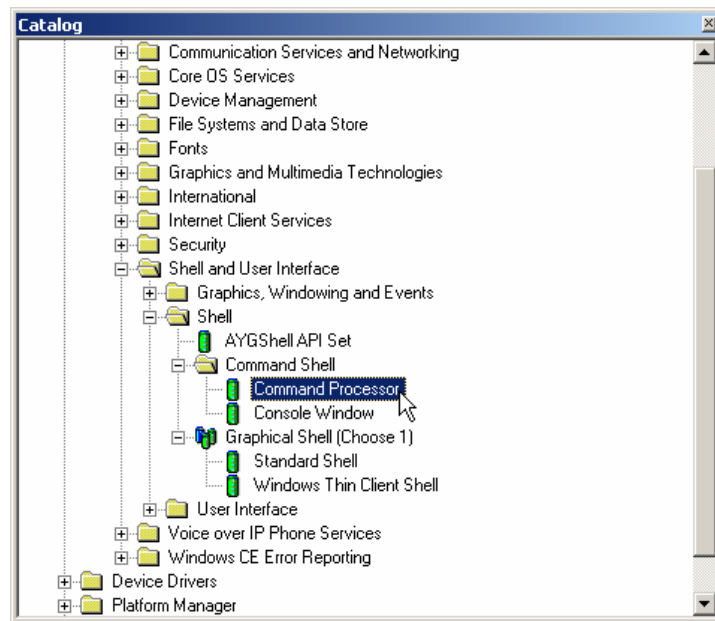 Catalog
Communication Services and Networking
Core OS Services
Device Management
File Systems and Data Store
Fonts
Graphics and Multimedia Technologies
International
Internet Client Services
Security
Shell and User Interface
Graphics, Windowing and Events
Shell
AYGShell API Set
Command Shell
Command Processor
Console Window
Graphical Shell (Choose 1)
Standard Shell
Windows Thin Client Shell
User Interface
Voice over IP Phone Services
Windows CE Error Reporting
Device Drivers
Platform Manager